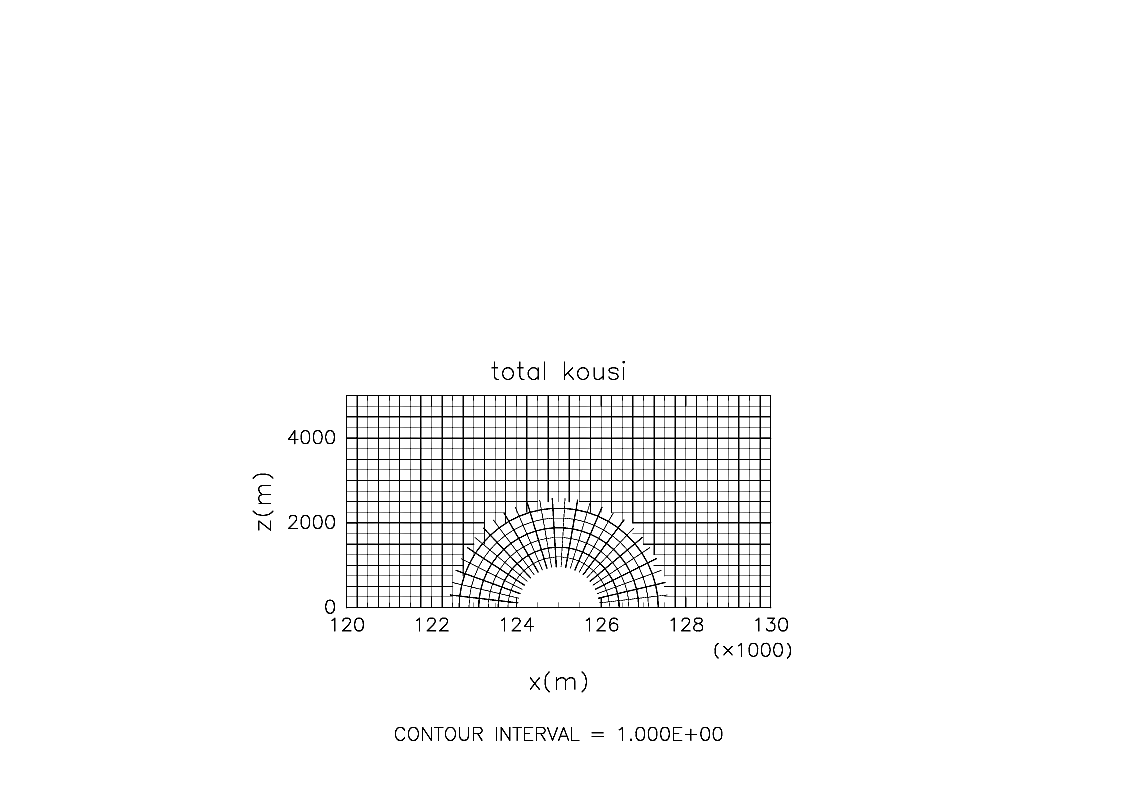 total kousi
4000
z(m)
2000
0
120 122 124 126 128 130
(×1000)
x(m)
CONTOUR INTERVAL = 1.000E+00